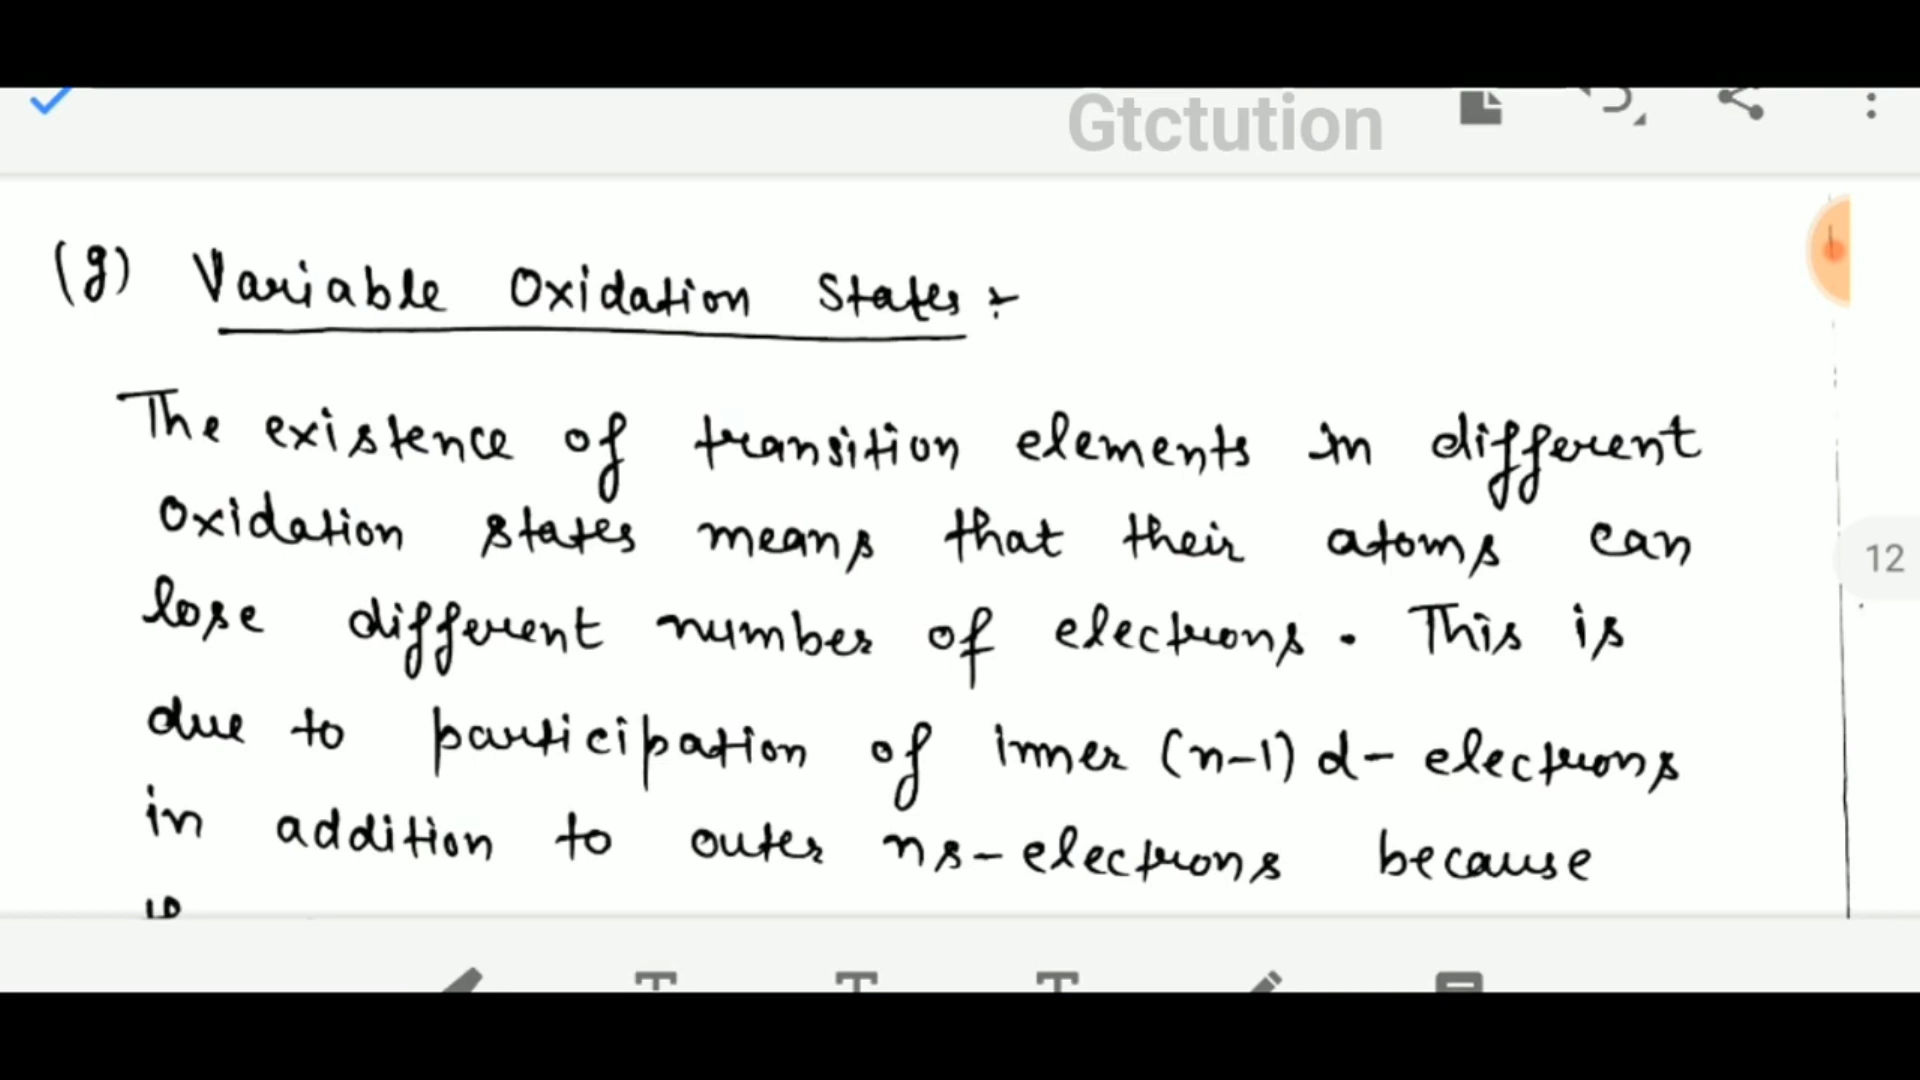 Gtctution
(g) Variable Oxidation States :-
The existence of transition elements in different
Oxidation states means that their atoms can
12
lose different number of electrons. This is
due to participation of inner (n-1) d- electrons
in addition to outer ns- electrons because